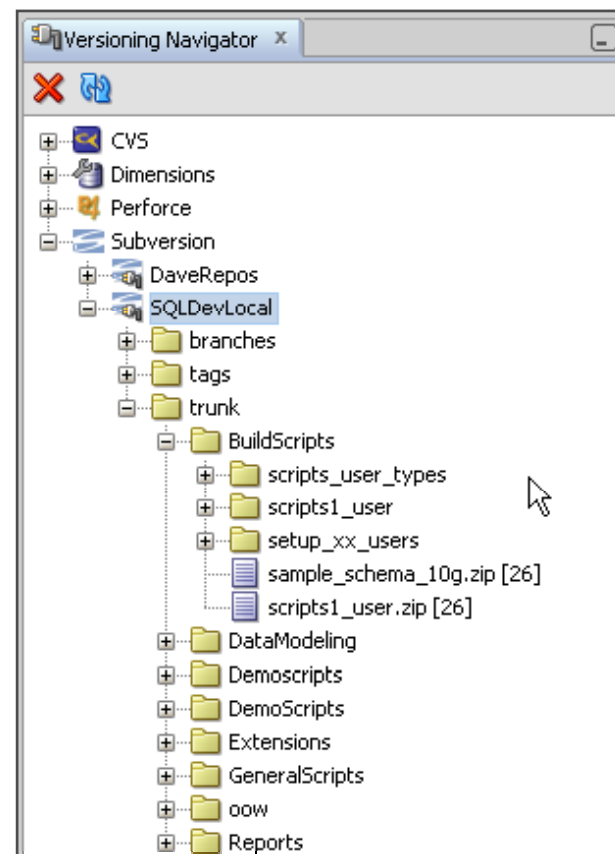 Versioning Navigator x
CVS
Dimensions
Perforce
Subversion
DaveRepos
SQLDevLocal
branches
tags
trunk
BuildScripts
scripts_user_types
scripts1_user
setup_xx_users
sample_schema_10g.zip [26]
scripts1_user.zip [26]
DataModeling
Demoscripts
DemoScripts
Extensions
GeneralScripts
oow
Reports